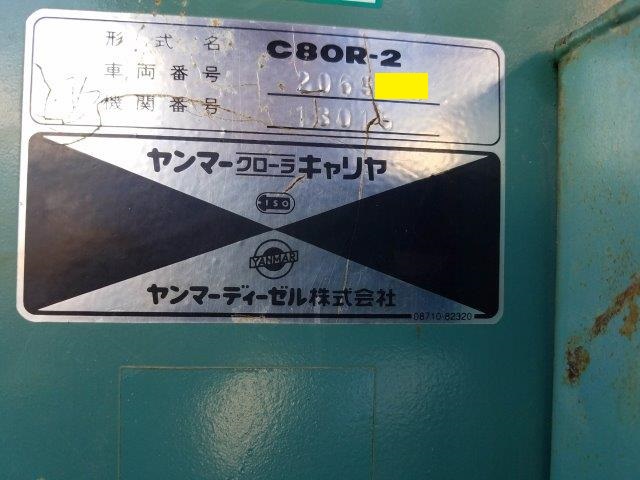 形式名 C80R-2
車両番号 2069
機関番号 18016
ヤンマークローラキャリヤ
ISO
YANMAR
ヤンマーディーゼル株式会社
08710-82320